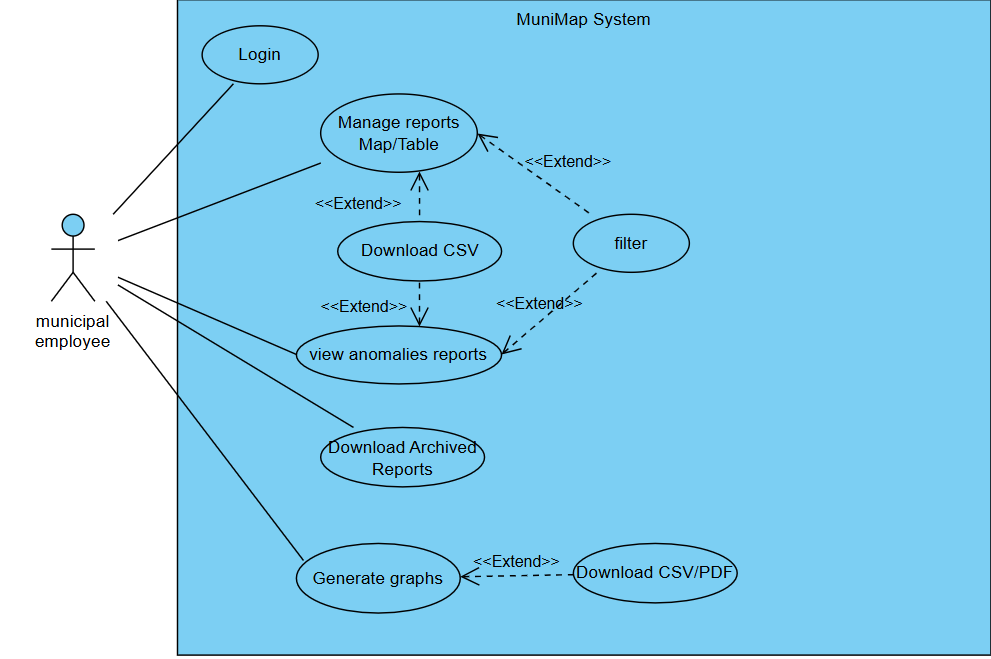 MuniMap System
Login
Manage reports
Map/Table
<<Extend>>
<<Extend>>
Download CSV
filter
<<Extend>>
<<Extend>>
municipal
employee
view anomalies reports
Download Archived
Reports
<<Extend>>
Generate graphs
Download CSV/PDF